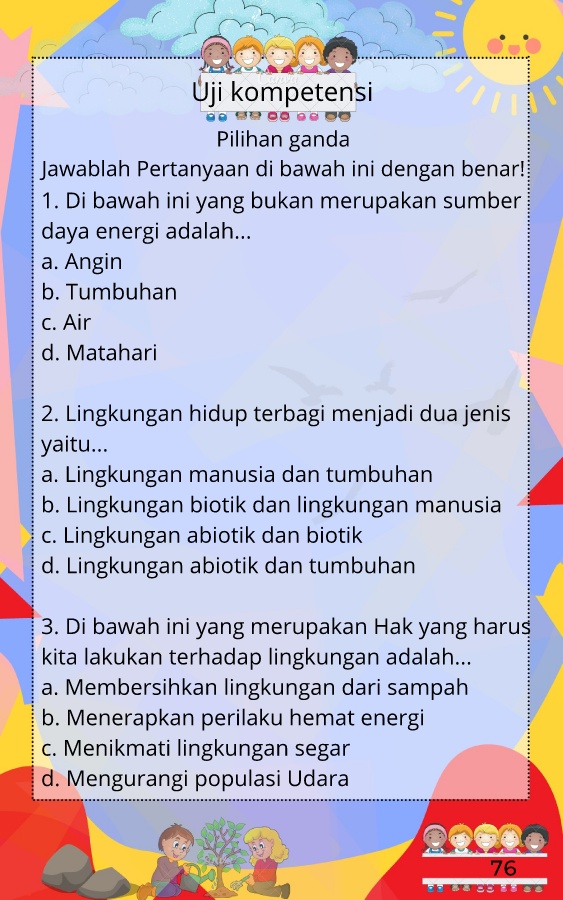 Uji kompetensi
Pilihan ganda
Jawablah Pertanyaan di bawah ini dengan benar!
1. Di bawah ini yang bukan merupakan sumber
daya energi adalah...
a. Angin
b. Tumbuhan
c. Air
d. Matahari
2. Lingkungan hidup terbagi menjadi dua jenis
yaitu...
a. Lingkungan manusia dan tumbuhan
b. Lingkungan biotik dan lingkungan manusia
c. Lingkungan abiotik dan biotik
d. Lingkungan abiotik dan tumbuhan
3. Di bawah ini yang merupakan Hak yang harus
kita lakukan terhadap lingkungan adalah...
a. Membersihkan lingkungan dari sampah
b. Menerapkan perilaku hemat energi
c. Menikmati lingkungan segar
d. Mengurangi populasi Udara
76